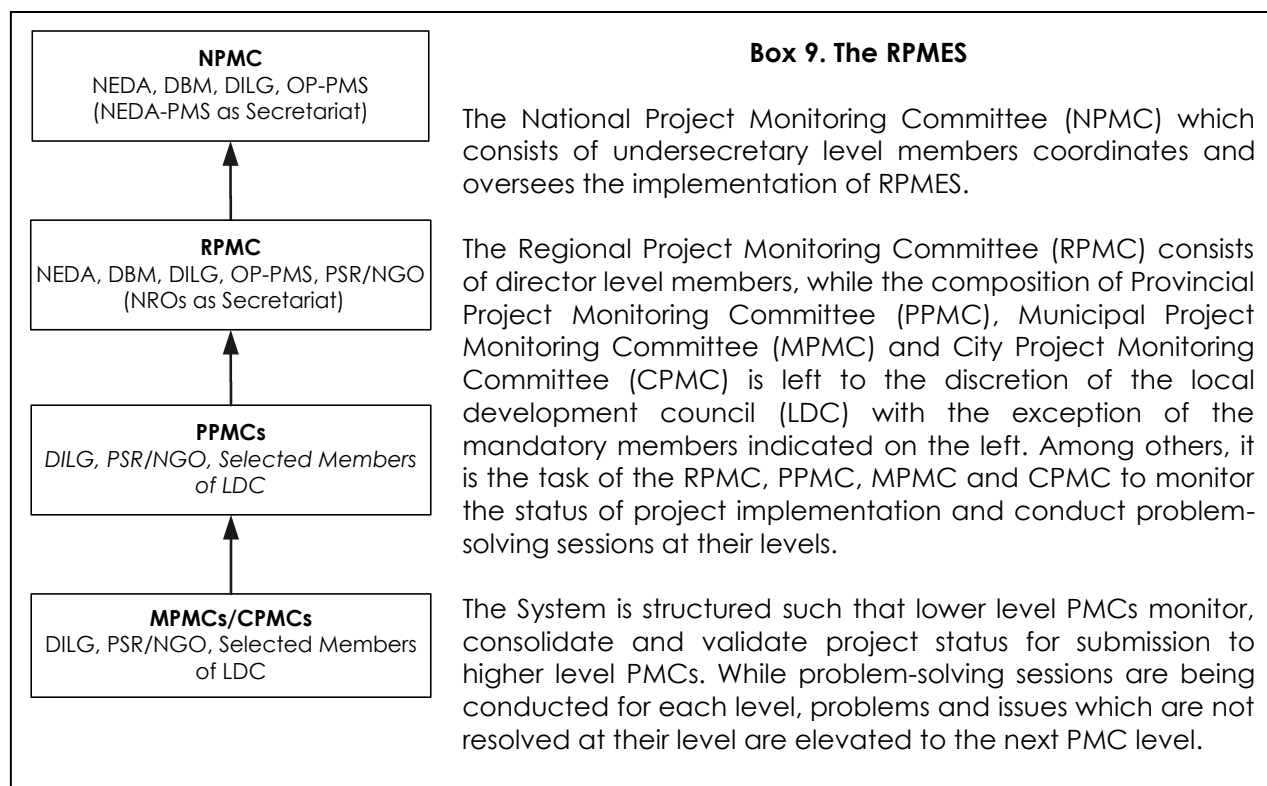 NPMC
NEDA, DBM, DILG, OP-PMS
(NEDA-PMS as Secretariat)
RPMC
NEDA, DBM, DILG, OP-PMS, PSR/NGO
(NROs as Secretariat)
PPMCs
DILG, PSR/NGO, Selected Members
of LDC
MPMCs/CPMCs
DILG, PSR/NGO, Selected Members
of LDC
Box 9. The RPMES
The National Project Monitoring Committee (NPMC) which
consists of undersecretary level members coordinates and
oversees the implementation of RPMES.
The Regional Project Monitoring Committee (RPMC) consists
of director level members, while the composition of Provincial
Project Monitoring Committee (PPMC), Municipal Project
Monitoring Committee (MPMC) and City Project Monitoring
Committee (CPMC) is left to the discretion of the local
development council (LDC) with the exception of the
mandatory members indicated on the left. Among others, it
is the task of the RPMC, PPMC, MPMC and CPMC to monitor
the status of project implementation and conduct problem-
solving sessions at their levels.
The System is structured such that lower level PMCs monitor,
consolidate and validate project status for submission to
higher level PMCs. While problem-solving sessions are being
conducted for each level, problems and issues which are not
resolved at their level are elevated to the next PMC level.